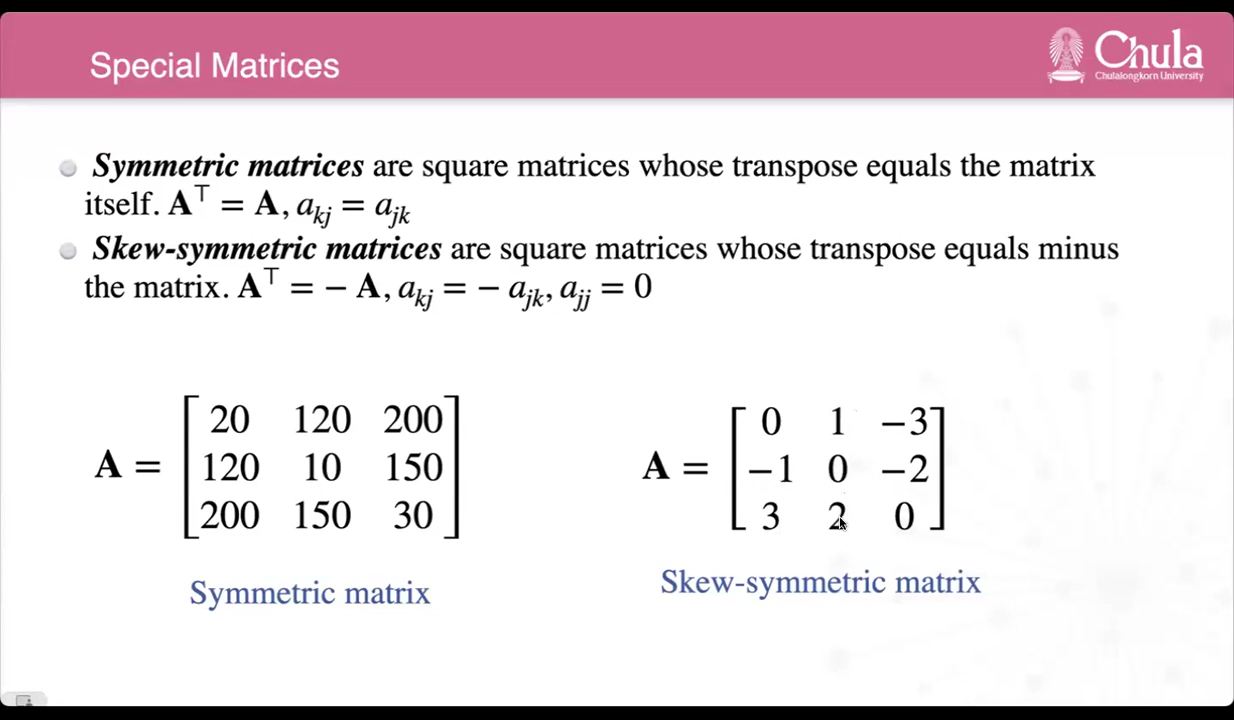 Special Matrices
Chula
Chulalongkorn University
Symmetric matrices are square matrices whose transpose equals the matrix
itself. A⊤ = A, aₖⱼ = aⱼₖ
Skew-symmetric matrices are square matrices whose transpose equals minus
the matrix. A⊤ = − A, aₖⱼ = − aⱼₖ, aⱼⱼ = 0
20 120 200
A = 120 10 150
200 150 30
Symmetric matrix
0 1 −3
A = −1 0 −2
3 2 0
Skew-symmetric matrix